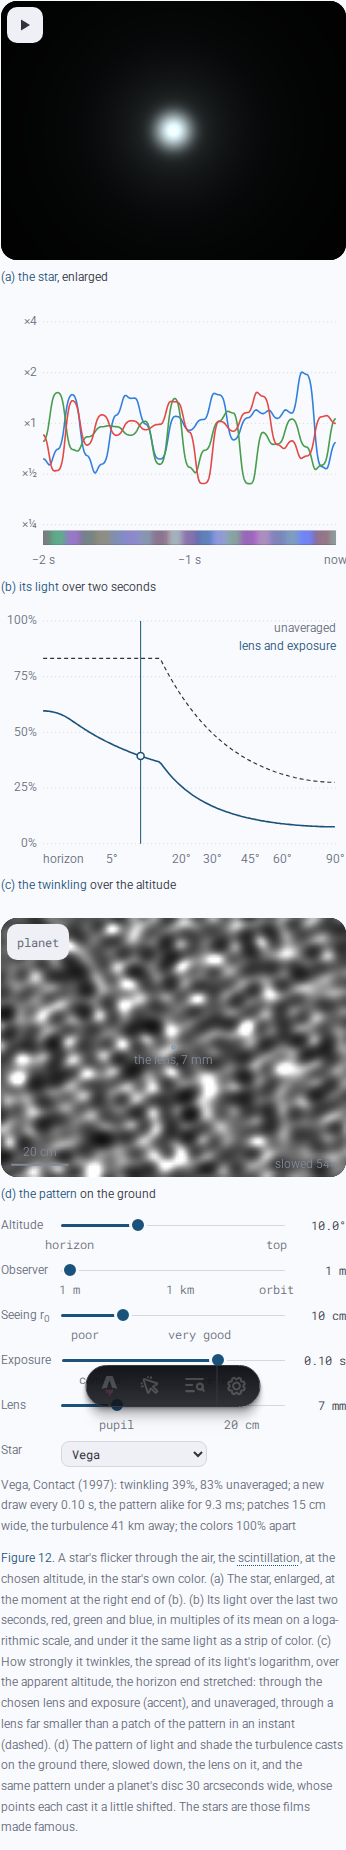 (a) the star, enlarged
×4
×2
×1
×½
×¼
−2 s −1 s now
(b) its light over two seconds
100%
unaveraged
lens and exposure
75%
50%
25%
0%
horizon 5° 20° 30° 45° 60° 90°
(c) the twinkling over the altitude
planet
the lens, 7 mm
20 cm
slowed 54
(d) the pattern on the ground
Altitude 10.0°
horizon top
Observer 1 m
1 m 1 km orbit
Seeing r0 10 cm
poor very good
Exposure 0.10 s
Lens 7 mm
pupil 20 cm
Star Vega
Vega, Contact (1997): twinkling 39%, 83% unaveraged; a new
draw every 0.10 s, the pattern alike for 9.3 ms; patches 15 cm
wide, the turbulence 41 km away; the colors 100% apart
Figure 12. A star's flicker through the air, the scintillation, at the
chosen altitude, in the star's own color. (a) The star, enlarged, at
the moment at the right end of (b). (b) Its light over the last two
seconds, red, green and blue, in multiples of its mean on a loga-
rithmic scale, and under it the same light as a strip of color. (c)
How strongly it twinkles, the spread of its light's logarithm, over
the apparent altitude, the horizon end stretched: through the
chosen lens and exposure (accent), and unaveraged, through a
lens far smaller than a patch of the pattern in an instant
(dashed). (d) The pattern of light and shade the turbulence casts
on the ground there, slowed down, the lens on it, and the
same pattern under a planet's disc 30 arcseconds wide, whose
points each cast it a little shifted. The stars are those films
made famous.